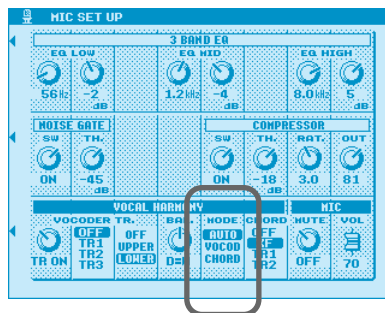 MIC SET UP
3 BAND EQ
EQ LOW EQ MID EQ HIGH
56Hz -2 dB 1.2kHz -4 dB 8.0kHz 5 dB
NOISE GATE COMPRESSOR
SW TH. SW TH. RAT. OUT
ON -45 dB ON -18 dB 3.0 81
VOCAL HARMONY MIC
VOCODER TR. BAL. MODE CHORD MUTE VOL
OFF OFF AUTO OFF
TR1 UPPER VOCOD
TR2 LOWER CHORD TR1
TR ON TR3 TR2 OFF 70